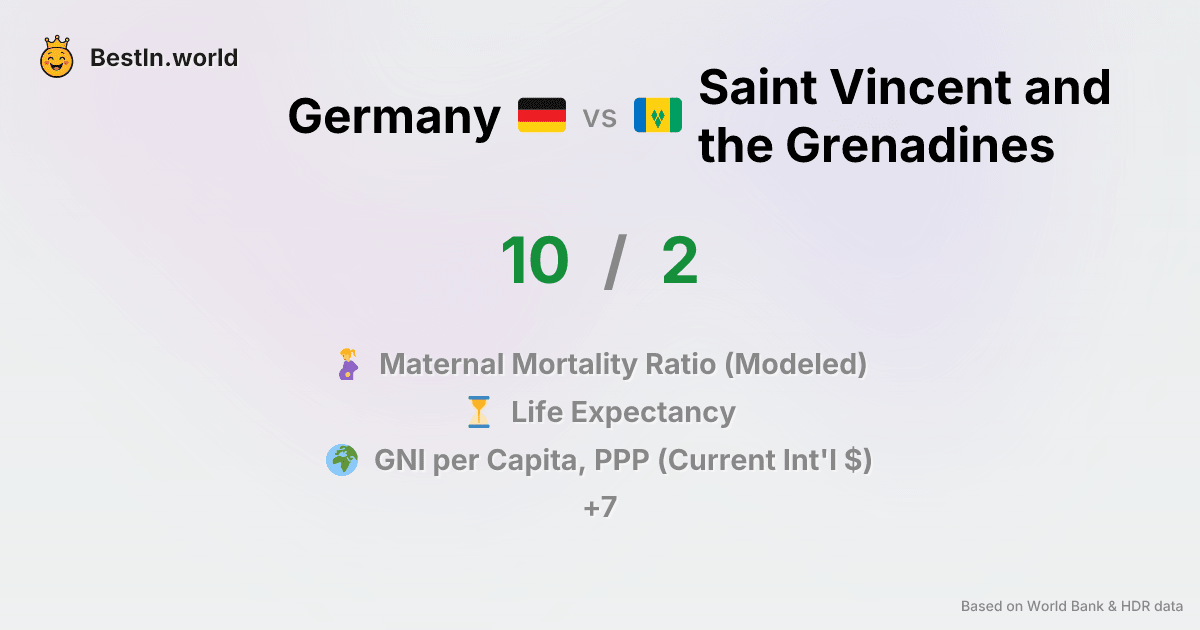 BestIn.world
Germany vs Saint Vincent and
the Grenadines
10 / 2
Maternal Mortality Ratio (Modeled)
Life Expectancy
GNI per Capita, PPP (Current Int'l $)
+7
Based on World Bank & HDR data